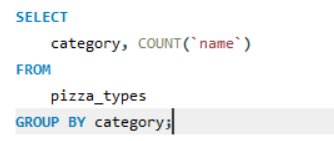 SELECT
category, COUNT(`name`)
FROM
pizza_types
GROUP BY category;